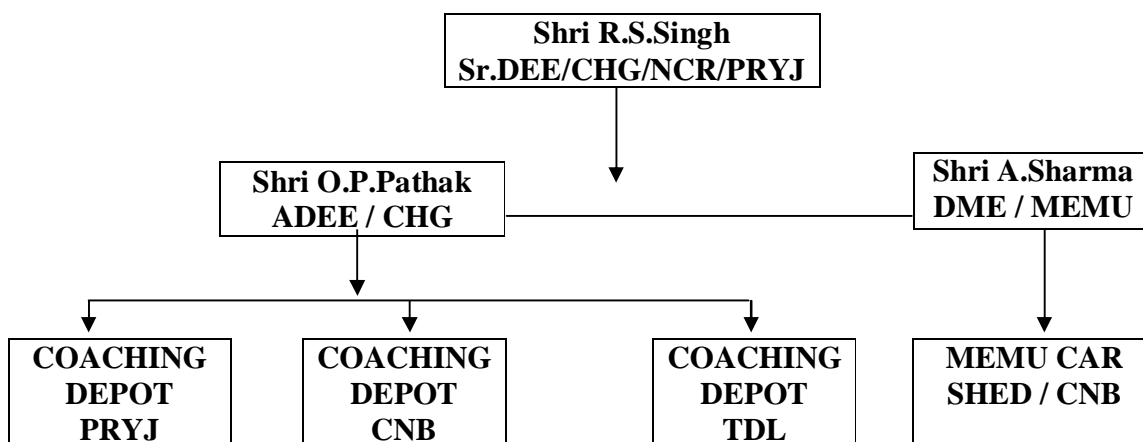 Shri R.S.Singh
Sr.DEE/CHG/NCR/PRYJ
Shri O.P.Pathak
ADEE / CHG
Shri A.Sharma
DME / MEMU
COACHING
DEPOT
PRYJ
COACHING
DEPOT
CNB
COACHING
DEPOT
TDL
MEMU CAR
SHED / CNB